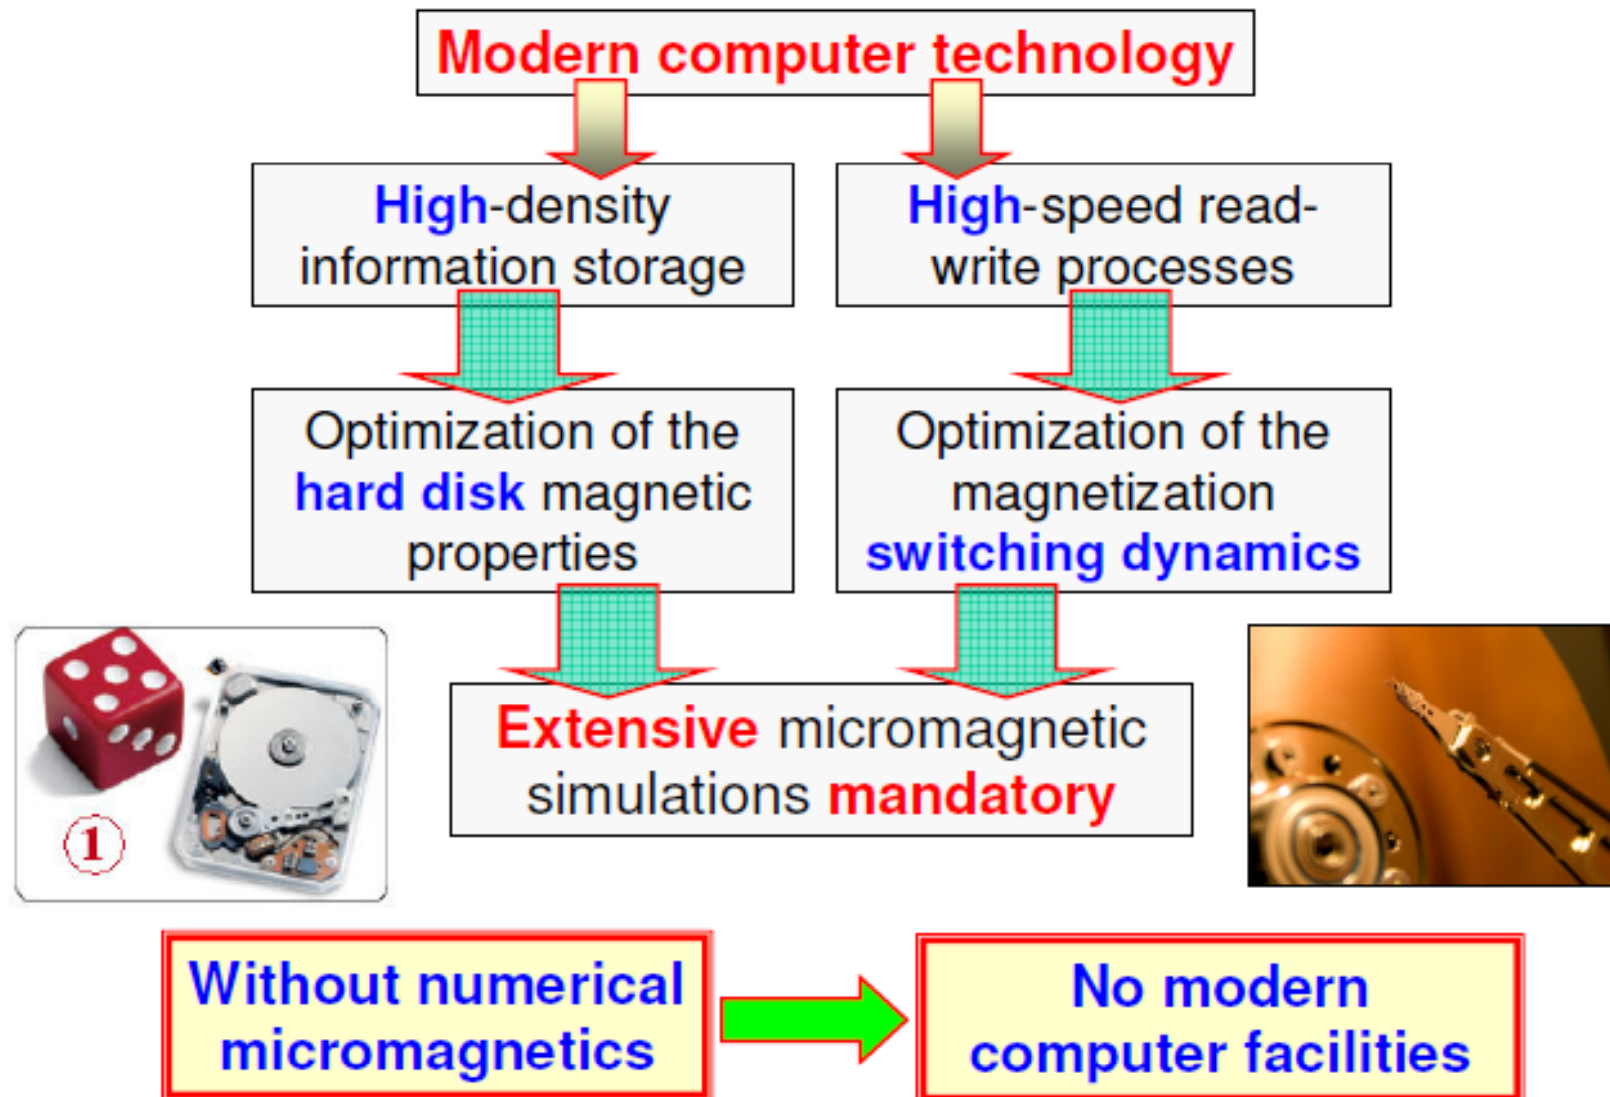 Modern computer technology
High-density
information storage
High-speed read-
write processes
Optimization of the
hard disk magnetic
properties
Optimization of the
magnetization
switching dynamics
Extensive micromagnetic
simulations mandatory
1
Without numerical
micromagnetics
No modern
computer facilities